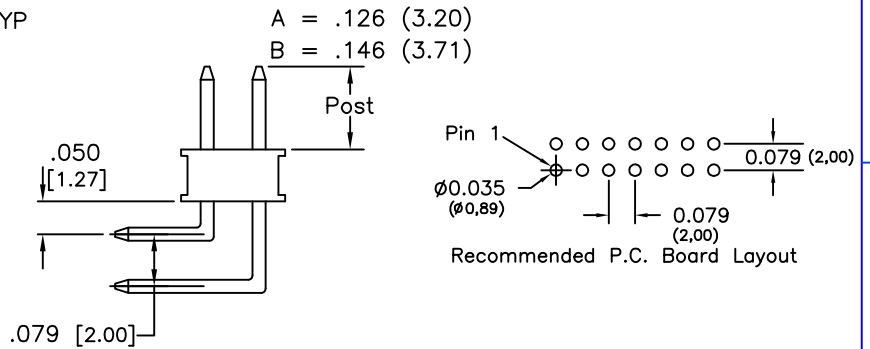 YP
A = .126 (3.20)
B = .146 (3.71)
Post
.050
[1.27]
.079 [2.00]
Pin 1
0.079 (2,00)
Ø0.035
(Ø0,89)
0.079
(2,00)
Recommended P.C. Board Layout